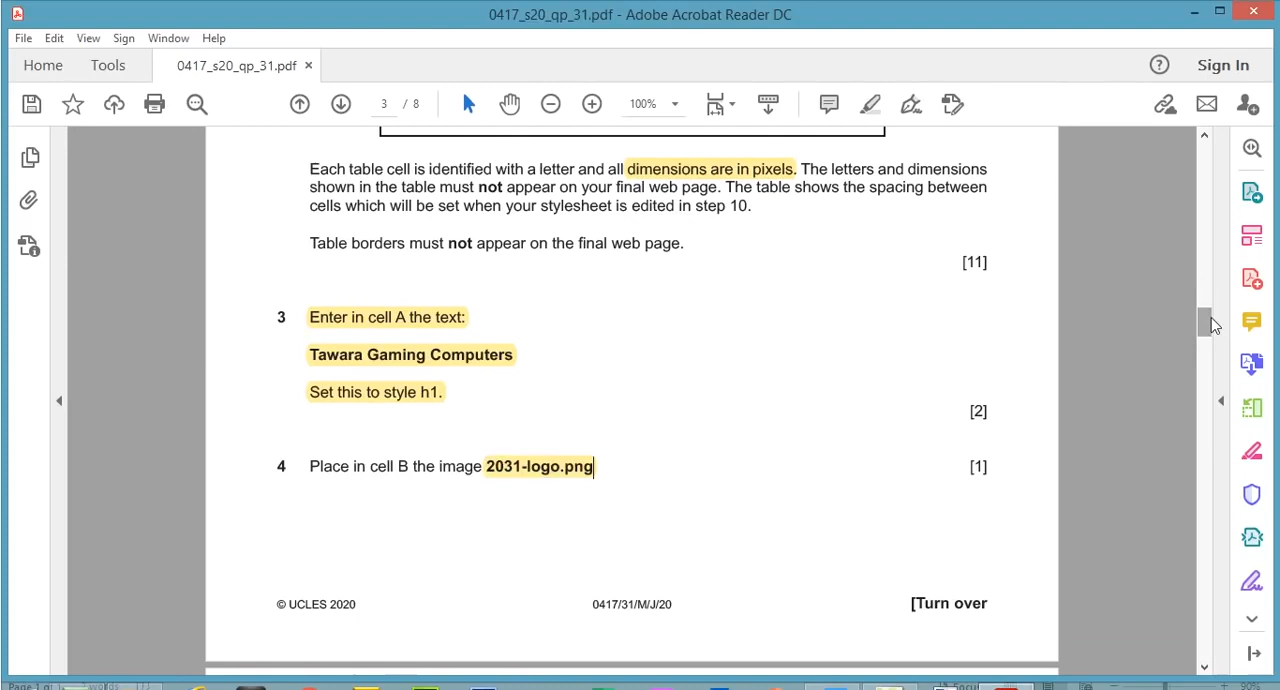 0417_s20_qp_31.pdf - Adobe Acrobat Reader DC
File Edit View Sign Window Help
Home Tools 0417_s20_qp_31.pdf × Sign In
3 / 8 100%
Each table cell is identified with a letter and all dimensions are in pixels. The letters and dimensions
shown in the table must not appear on your final web page. The table shows the spacing between
cells which will be set when your stylesheet is edited in step 10.
Table borders must not appear on the final web page.
[11]
3 Enter in cell A the text:
Tawara Gaming Computers
Set this to style h1.
[2]
4 Place in cell B the image 2031-logo.png [1]
© UCLES 2020 0417/31/M/J/20 [Turn over